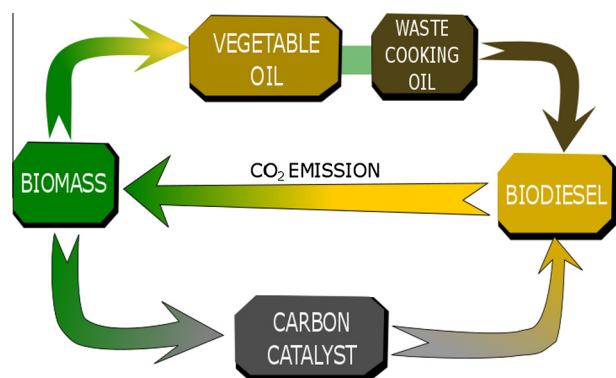 VEGETABLE
OIL
WASTE
COOKING
OIL
BIOMASS
CO₂ EMISSION
BIODIESEL
CARBON
CATALYST